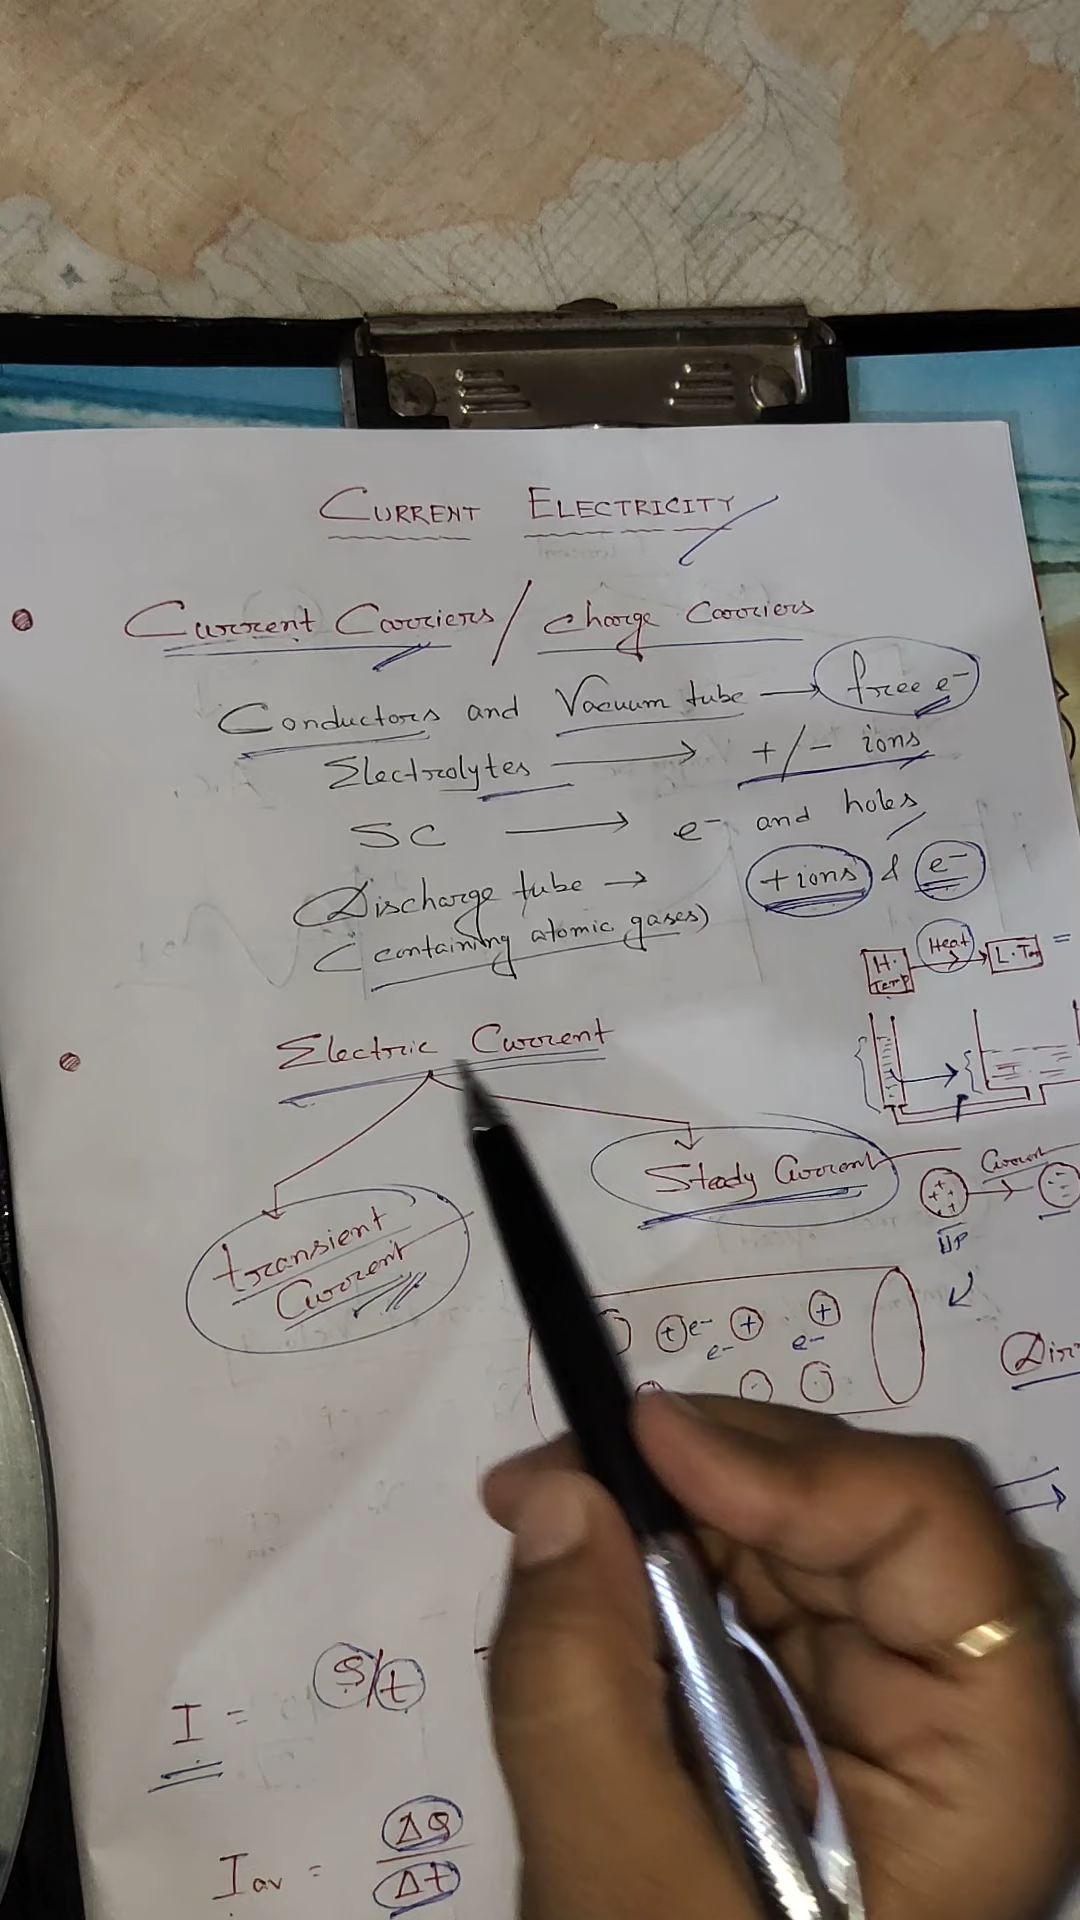 CURRENT ELECTRICITY
Current Carriers / charge Carriers
Conductors and Vacuum tube → free e⁻
Electrolytes → +/- ions
SC → e⁻ and holes
Discharge tube → + ions & e⁻
(containing atomic gases)
H. Temp Heat → L. =
Electric Current
transient Current
Steady Current
Current
+ + + +
- -
+ e⁻ + +
e⁻ e⁻
I = Q/t
Iav = ΔQ/Δt